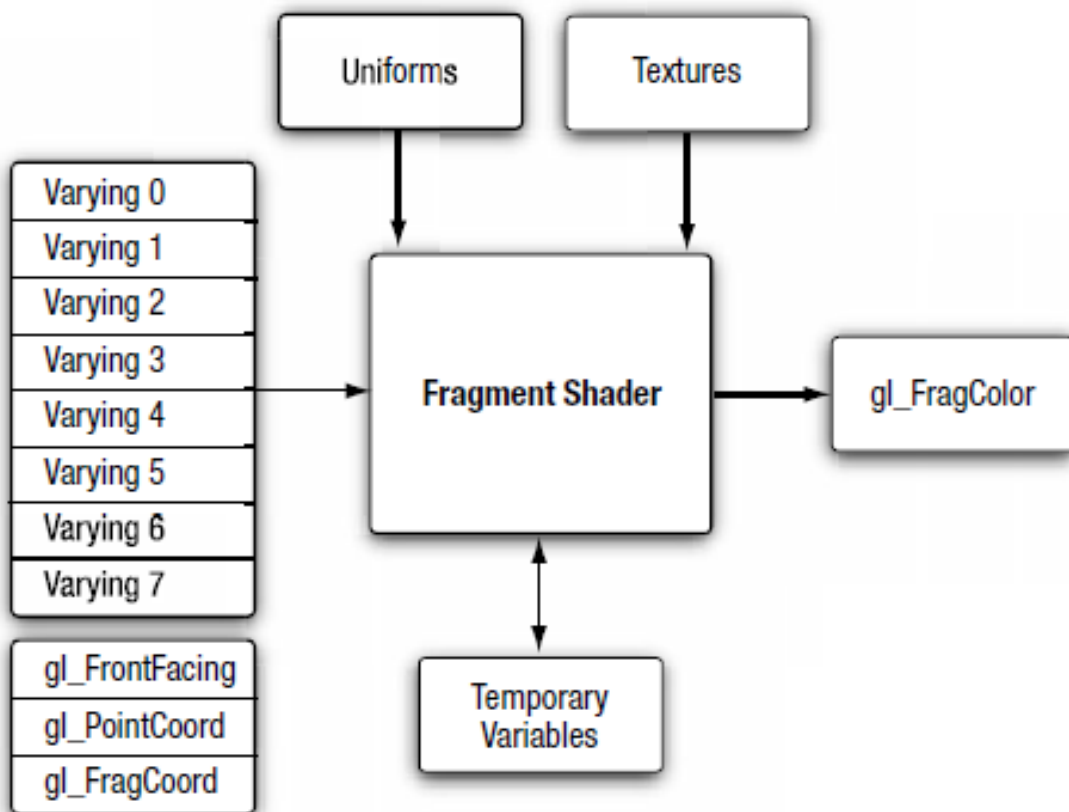 Uniforms
Textures
Varying 0
Varying 1
Varying 2
Varying 3
Varying 4
Varying 5
Varying 6
Varying 7
gl_FrontFacing
gl_PointCoord
gl_FragCoord
Fragment Shader
gl_FragColor
Temporary
Variables